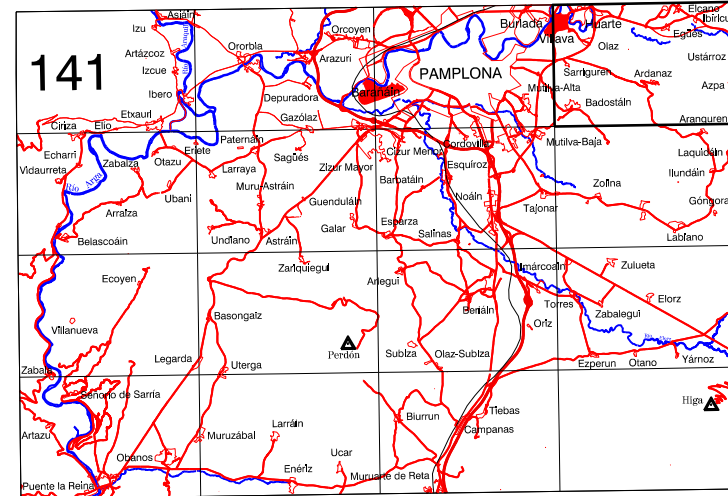 Asiáin
Izu
Artázcoz
Izcue
Ibero
Etxauri
Ciriza
Elío
141
Ororbia
Orcoyen
Arazuri
Depuradora
Gazólaz
Barañáin
PAMPLONA
Burlada
Villava
Huarte
Olaz
Elcano
Egüés
Ustárroz
Sarriguren
Ardanaz
Azpa
Mutilva-Alta
Badostáin
Aranguren
Echarri
Vidaurreta
Zabalza
Otazu
Eriete
Paternáin
Larraya
Sagüés
Muru-Astráin
Zizur Mayor
Cizur Menor
Cordovilla
Esquíroz
Mutilva-Baja
Laquidáin
Ilundáin
Río Arga
Ubani
Arraiza
Guenduláin
Barbatáin
Noáin
Zolina
Tajonar
Góngora
Galar
Esparza
Salinas
Labiano
Belascoáin
Undiano
Astráin
Zariquiegui
Arlegui
Imárcoain
Zulueta
Ecoyen
Basongaiz
Beriáin
Torres
Elorz
Zabalegui
Oriz
Villanueva
Legarda
Perdón
Uterga
Subiza
Olaz-Subiza
Ezperun
Otano
Yárnoz
Zabal
Señorío de Sarría
Higa
Artazu
Muruzábal
Larráin
Biurrun
Tiebas
Campanas
Obanos
Ucar
Enériz
Muruarte de Reta
Puente la Reina